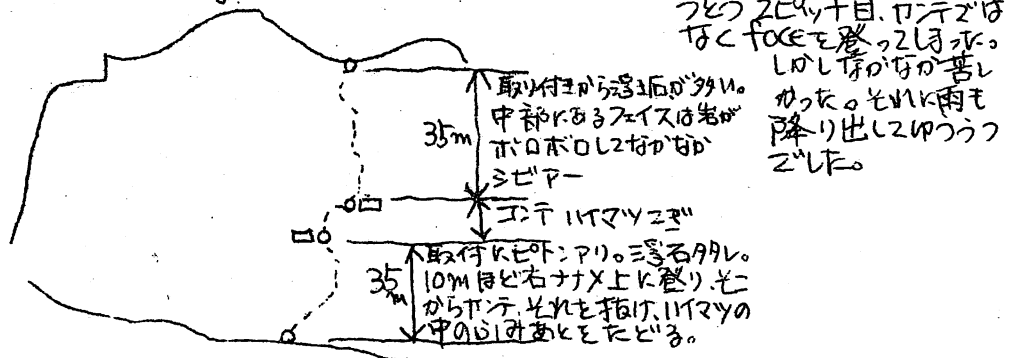 つとつ 2ピッチ目、カンテでは
なく faceを登ってしまった。
しかしなかなか苦し
かった。それに雨も
降り出してゆううつ
でした。
取り付きから浮き石が多い。
中部にあるフェイスは岩が
ボロボロしてなかなか
シビアー
35m
コンテ ハイマツこぎ
取付にピトンアリ。浮石タタし。
10mほど右ナナメ上に登り、そこ
からカンテ、それを抜け、ハイマツの
中のふみあとをたどる。
35m